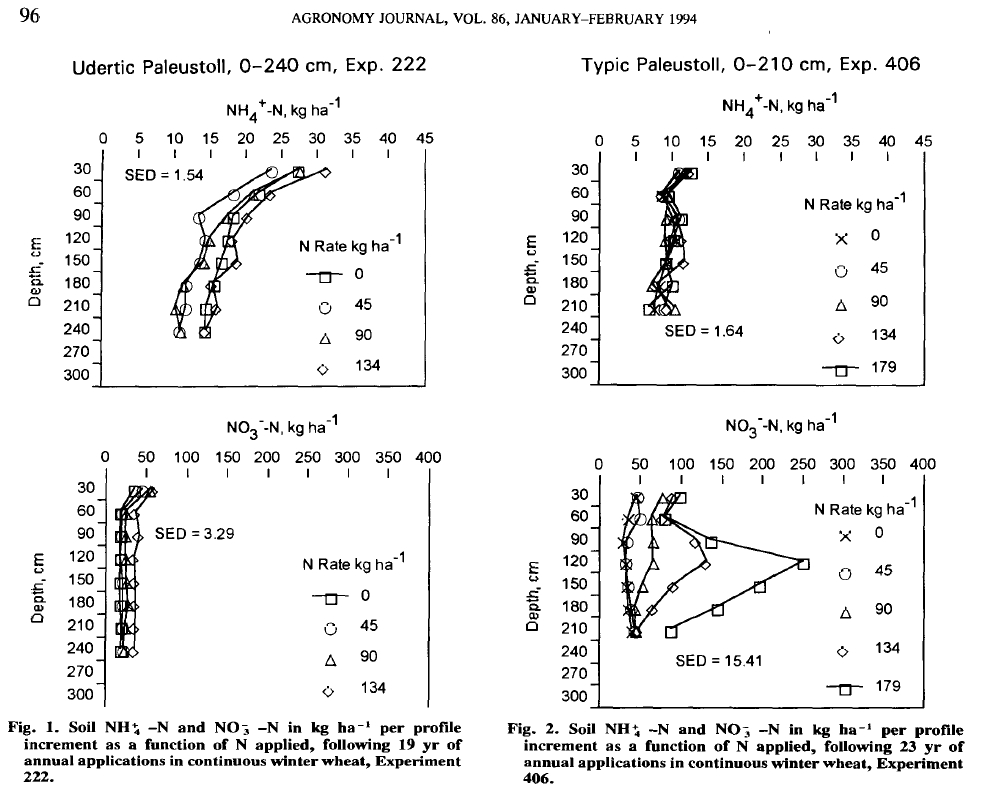 96
AGRONOMY JOURNAL, VOL. 86, JANUARY–FEBRUARY 1994
Udertic Paleustoll, 0–240 cm, Exp. 222
NH4+-N, kg ha-1
0 5 10 15 20 25 30 35 40 45
30
60
90
120
150
180
210
240
270
300
Depth, cm
SED = 1.54
N Rate kg ha-1
0
45
90
134
NO3--N, kg ha-1
0 50 100 150 200 250 300 350 400
30
60
90
120
150
180
210
240
270
300
Depth, cm
SED = 3.29
N Rate kg ha-1
0
45
90
134
Fig. 1. Soil NH4+ –N and NO3- –N in kg ha-1 per profile
increment as a function of N applied, following 19 yr of
annual applications in continuous winter wheat, Experiment
222.
Typic Paleustoll, 0–210 cm, Exp. 406
NH4+-N, kg ha-1
0 5 10 15 20 25 30 35 40 45
30
60
90
120
150
180
210
240
270
300
Depth, cm
SED = 1.64
N Rate kg ha-1
0
45
90
134
179
NO3--N, kg ha-1
0 50 100 150 200 250 300 350 400
30
60
90
120
150
180
210
240
270
300
Depth, cm
SED = 15.41
N Rate kg ha-1
0
45
90
134
179
Fig. 2. Soil NH4+ –N and NO3- –N in kg ha-1 per profile
increment as a function of N applied, following 23 yr of
annual applications in continuous winter wheat, Experiment
406.